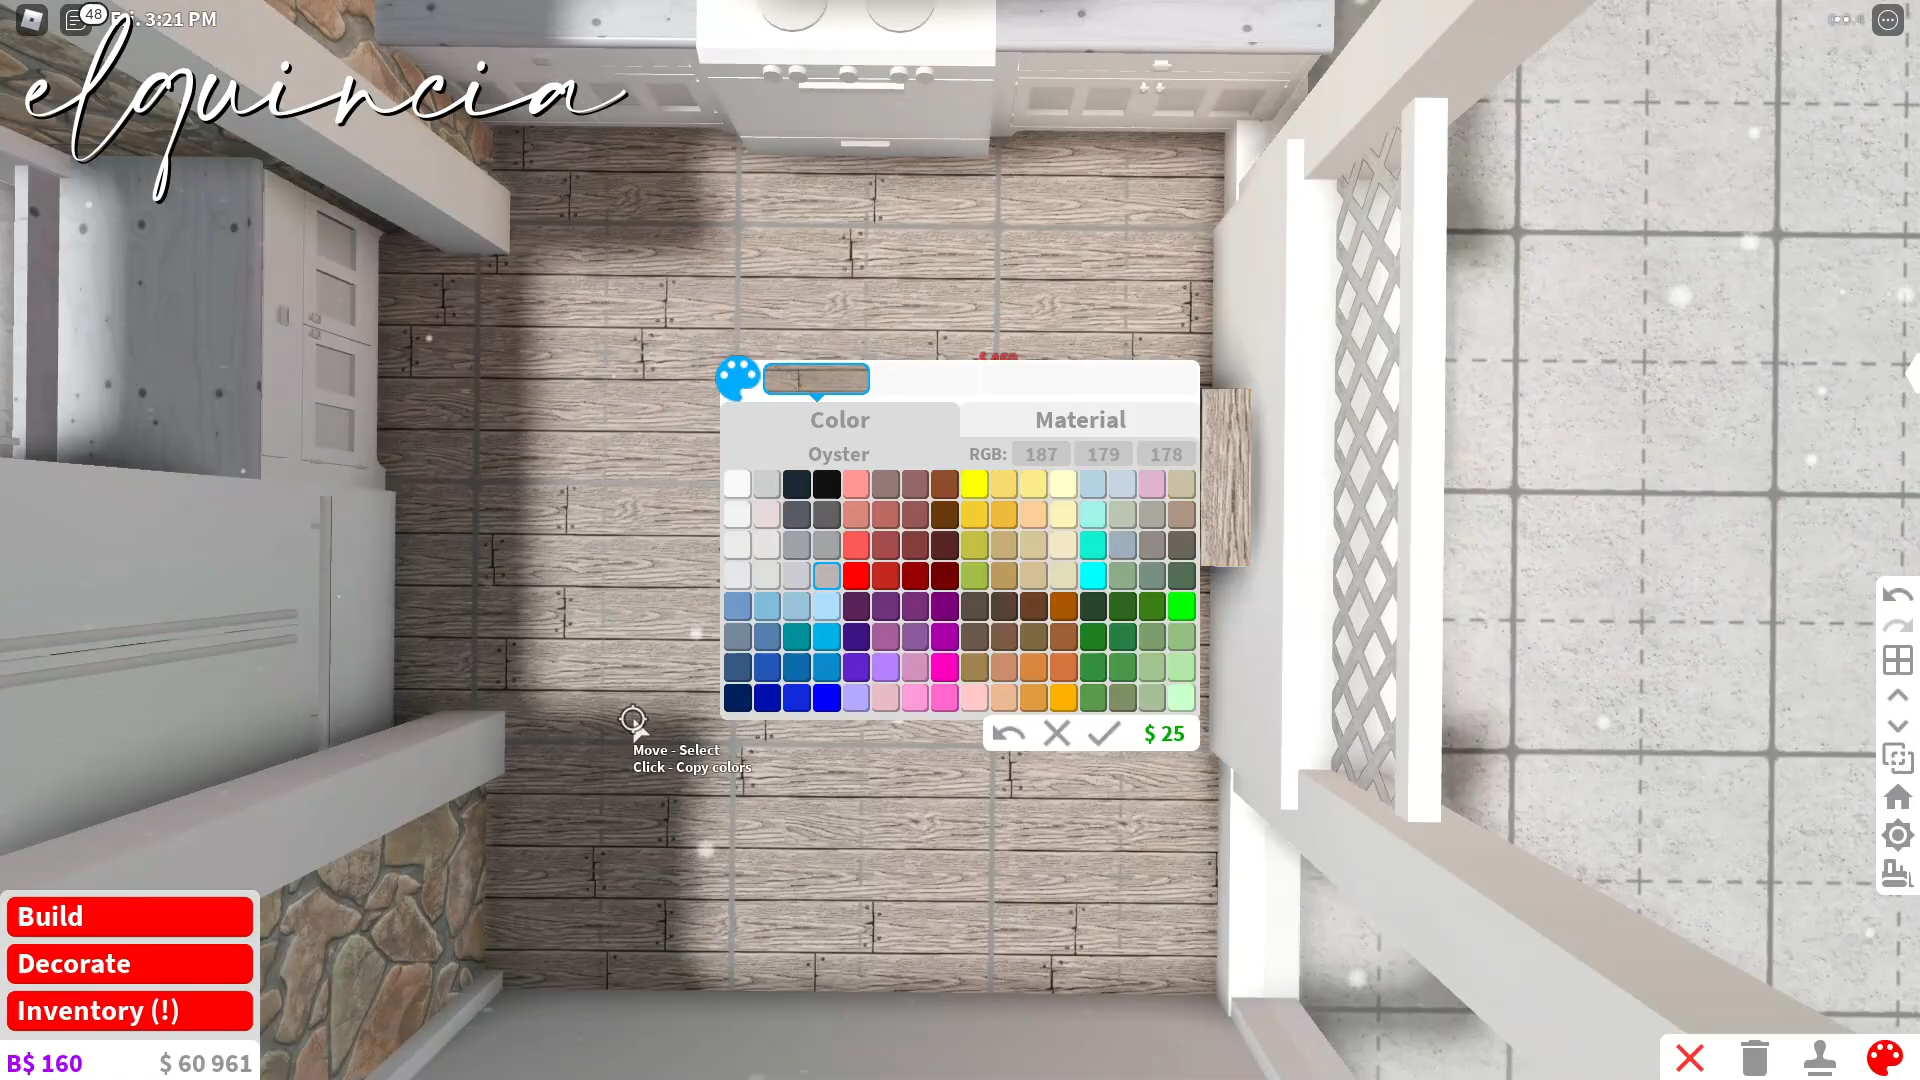 48
Fri. 3:21 PM
elquincia
Color
Material
Oyster
RGB: 187 179 178
Move - Select
Click - Copy colors
$ 25
Build
Decorate
Inventory (!)
B$ 160
$ 60 961